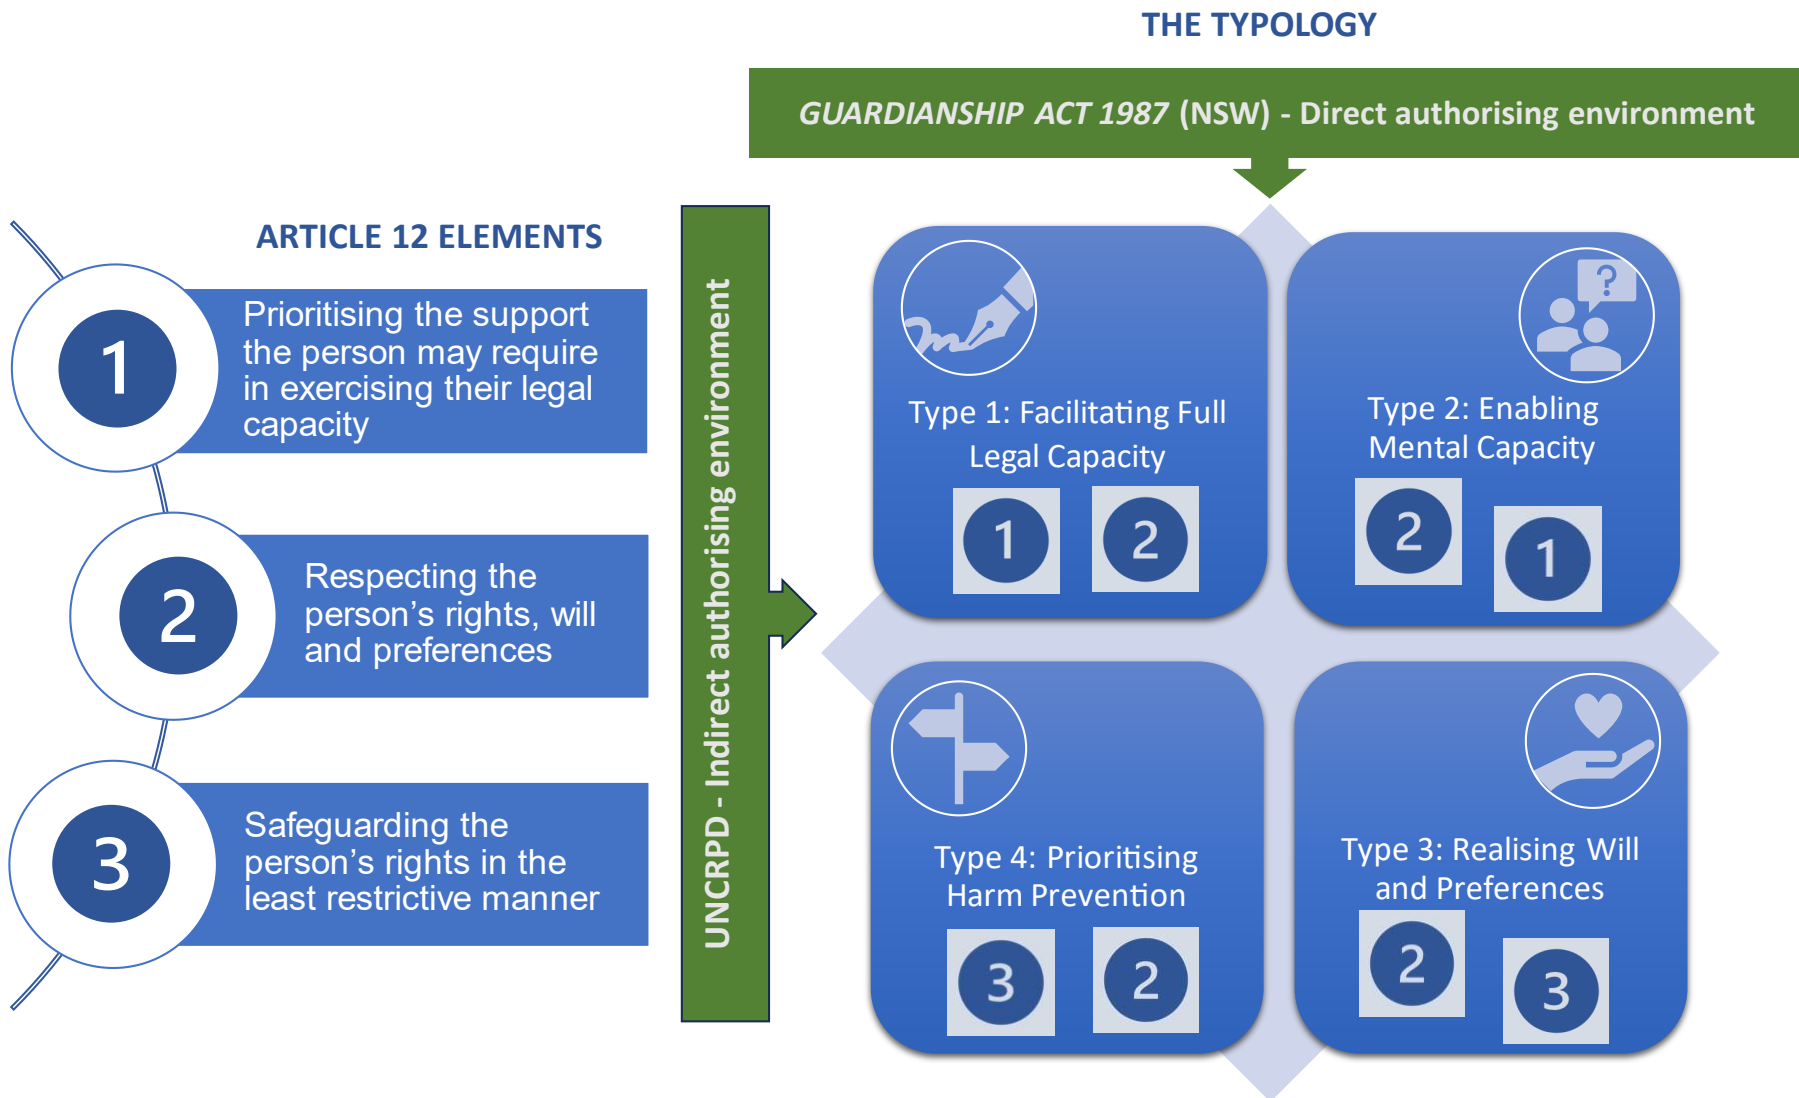 THE TYPOLOGY
GUARDIANSHIP ACT 1987 (NSW) - Direct authorising environment
ARTICLE 12 ELEMENTS
1
Prioritising the support
the person may require
in exercising their legal
capacity
2
Respecting the
person’s rights, will
and preferences
3
Safeguarding the
person’s rights in the
least restrictive manner
UNCRPD - Indirect authorising environment
Type 1: Facilitating Full
Legal Capacity
1 2
?
Type 2: Enabling
Mental Capacity
2
1
Type 4: Prioritising
Harm Prevention
3 2
Type 3: Realising Will
and Preferences
2
3